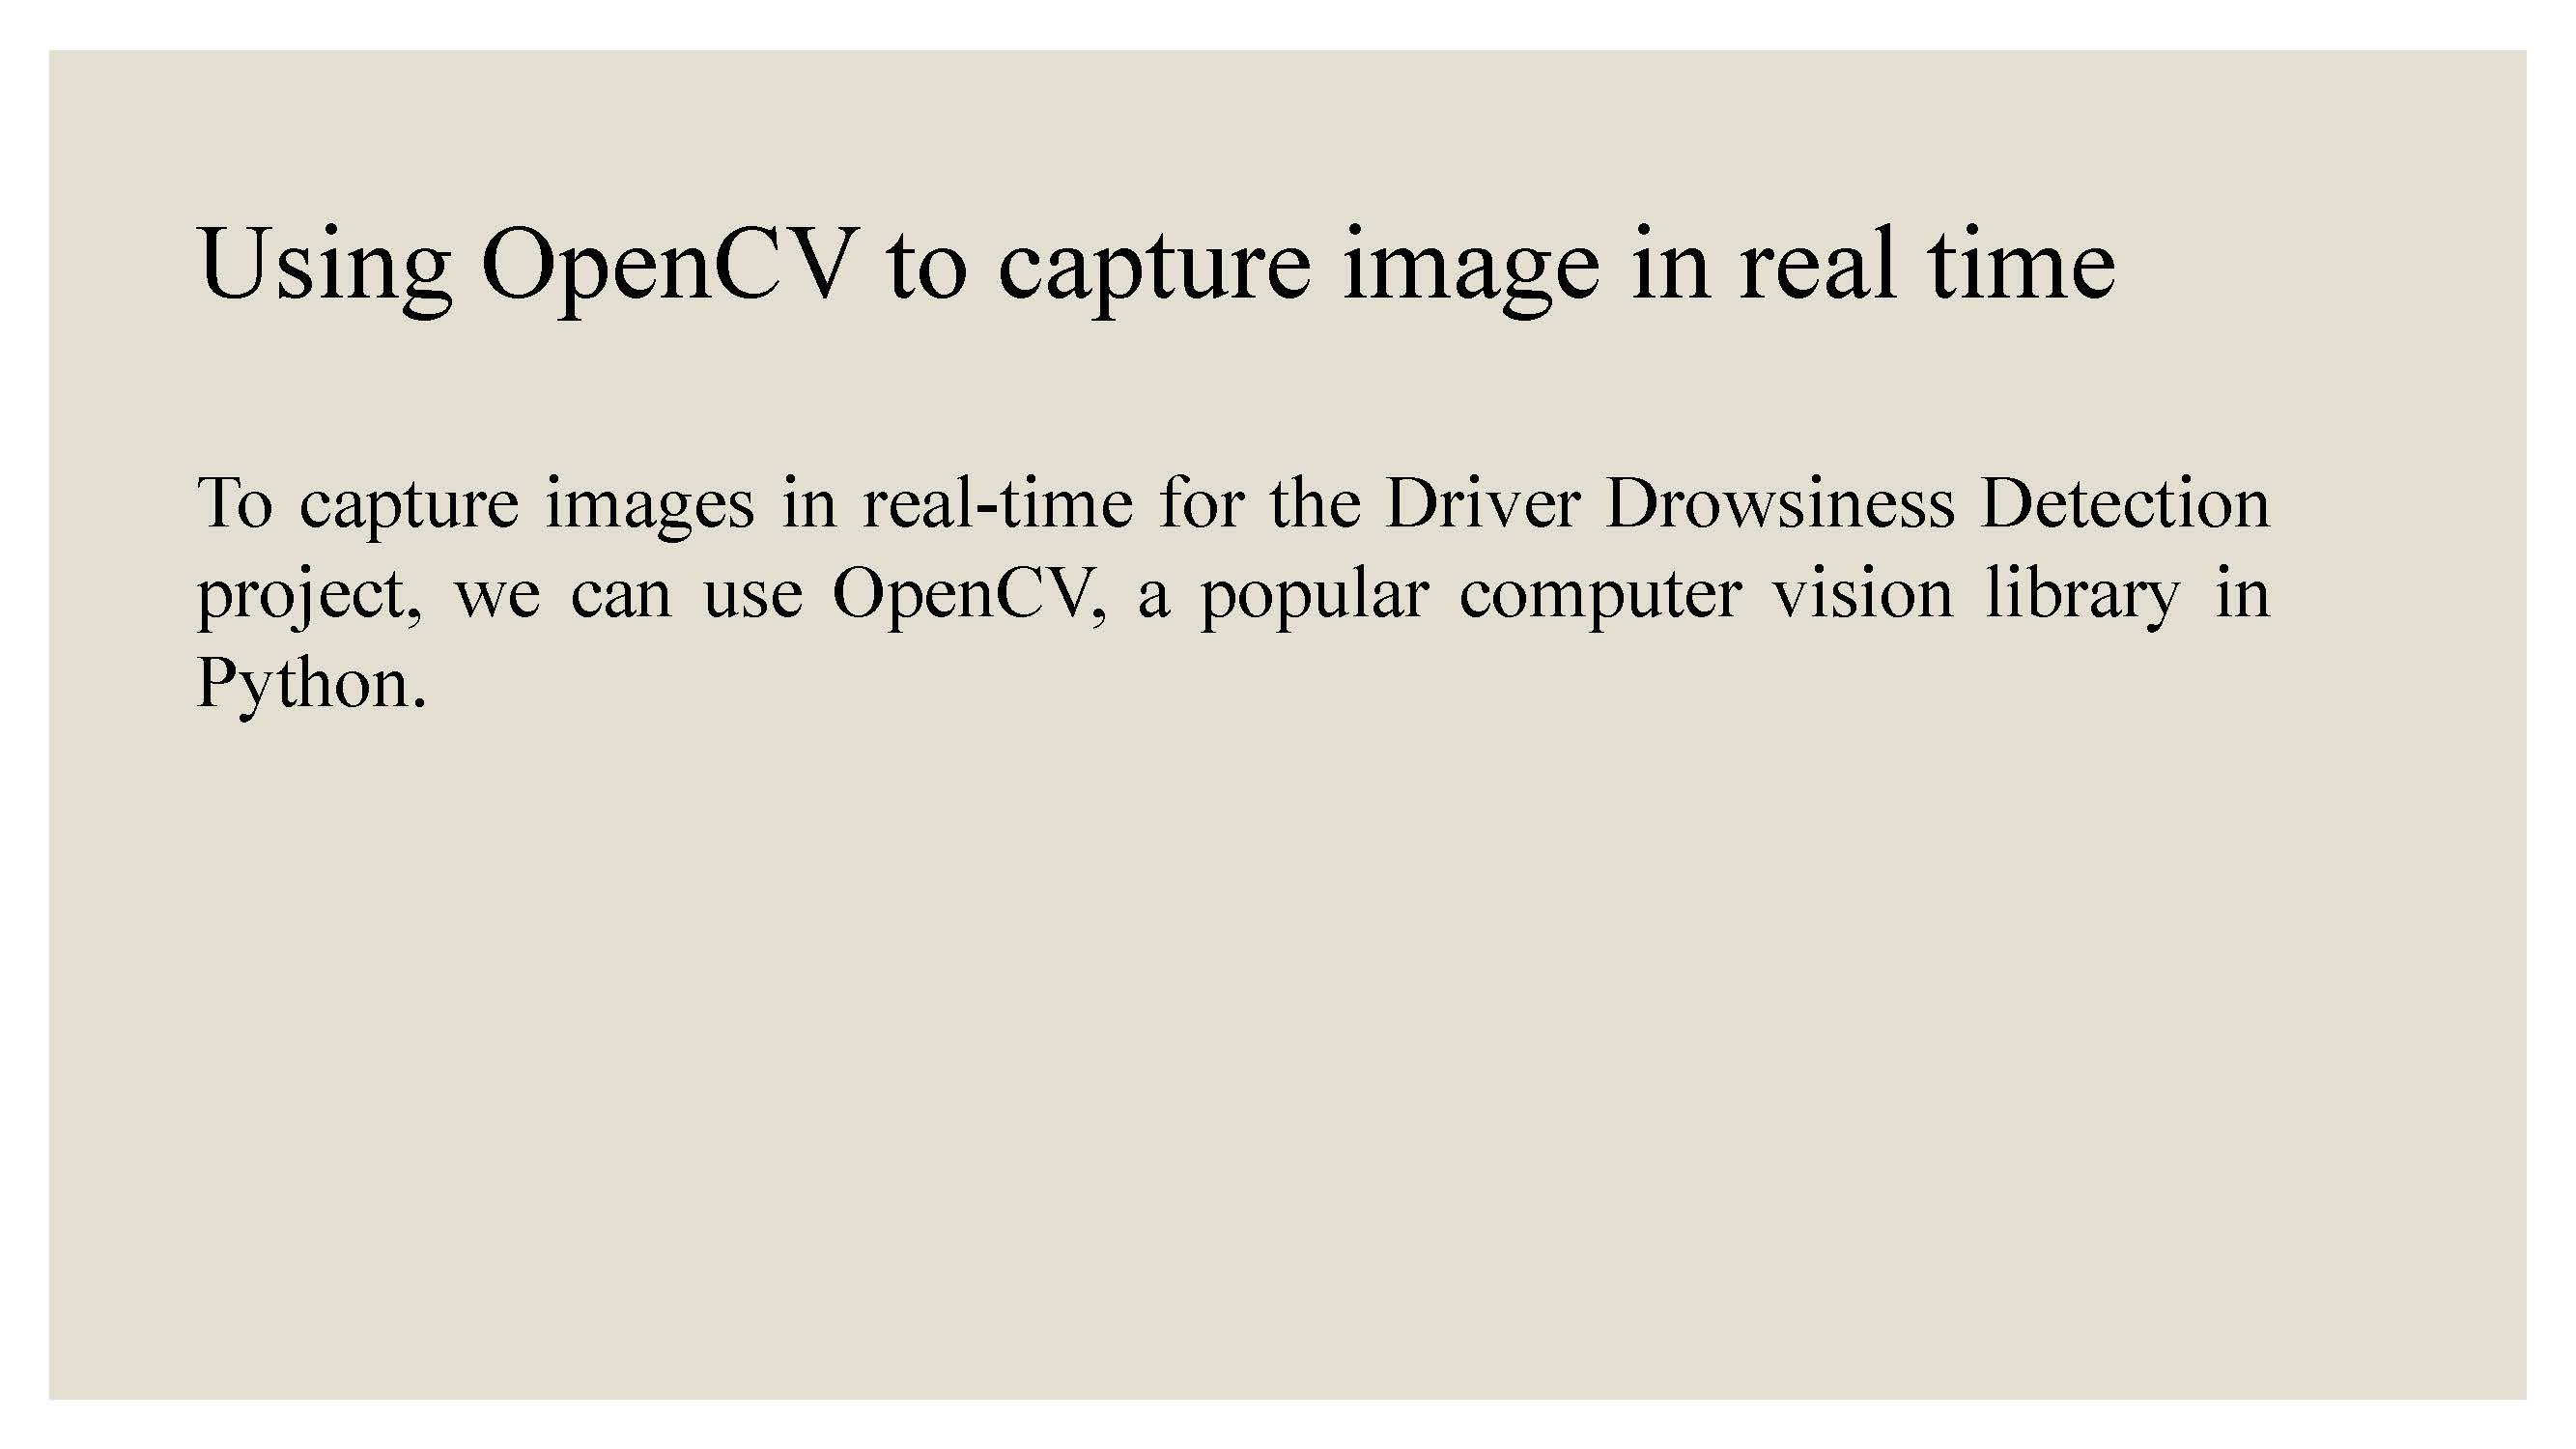 Using OpenCV to capture image in real time
To capture images in real-time for the Driver Drowsiness Detection
project, we can use OpenCV, a popular computer vision library in
Python.